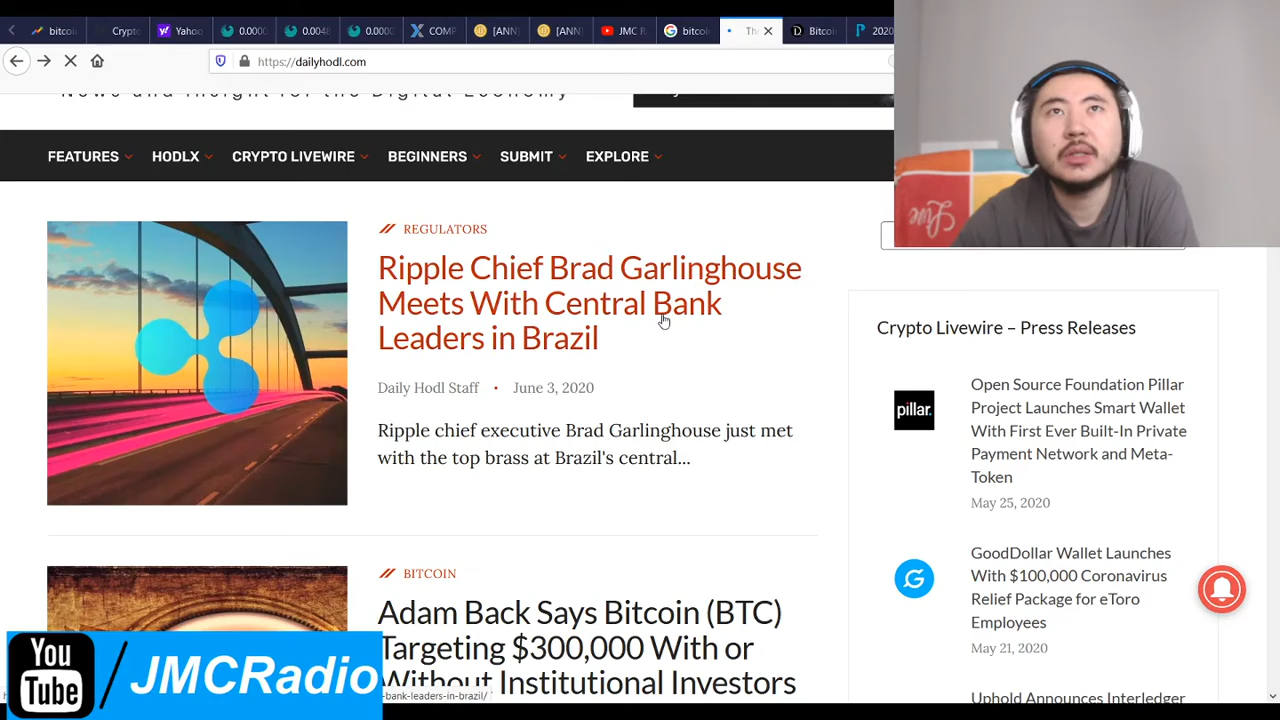 bitcoi
Crypto
Yahoo
0.000
0.0048
0.000
COMP
[ANN]
[ANN]
JMC R
bitcoi
The
Bitcoi
2020
https://dailyhodl.com
News and Insight for the Digital Economy
FEATURES
HODLX
CRYPTO LIVEWIRE
BEGINNERS
SUBMIT
EXPLORE
REGULATORS
Ripple Chief Brad Garlinghouse
Meets With Central Bank
Leaders in Brazil
Daily Hodl Staff • June 3, 2020
Ripple chief executive Brad Garlinghouse just met
with the top brass at Brazil's central...
BITCOIN
Adam Back Says Bitcoin (BTC)
Targeting $300,000 With or
Without Institutional Investors
Crypto Livewire – Press Releases
pillar.
Open Source Foundation Pillar
Project Launches Smart Wallet
With First Ever Built-In Private
Payment Network and Meta-
Token
May 25, 2020
GoodDollar Wallet Launches
With $100,000 Coronavirus
Relief Package for eToro
Employees
May 21, 2020
Uphold Announces Interledger
-bank-leaders-in-brazil/
You
Tube
/ JMCRadio
Live